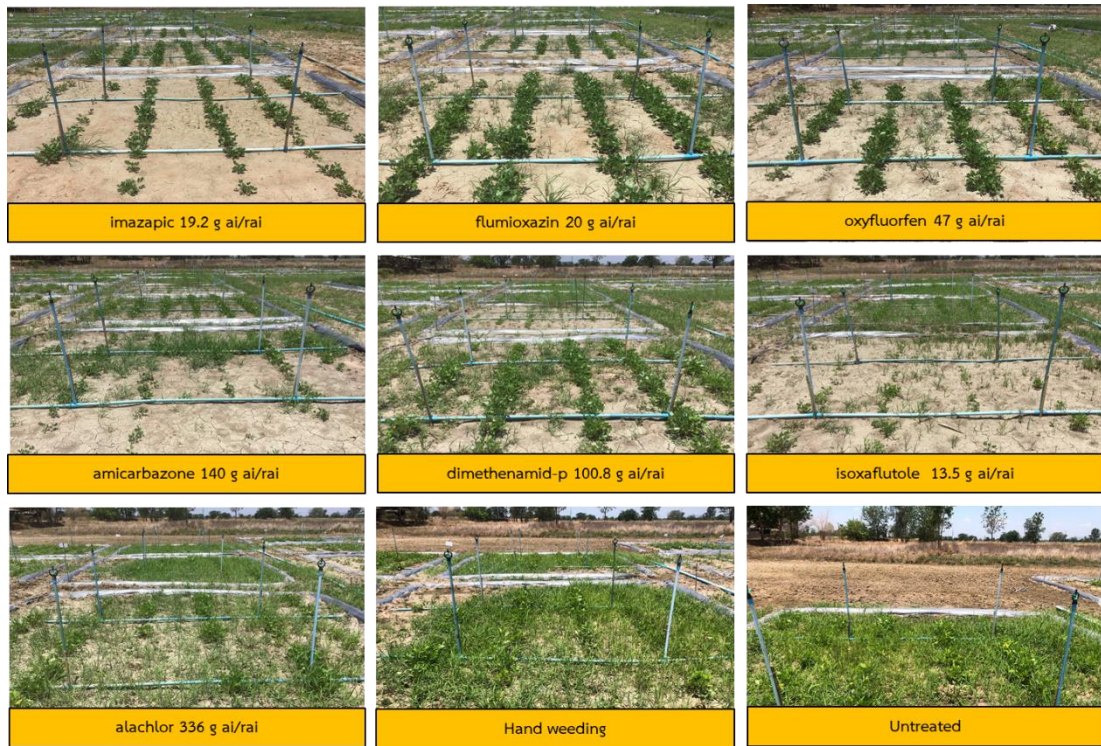 imazapic 19.2 g ai/rai
flumioxazin 20 g ai/rai
oxyfluorfen 47 g ai/rai
amicarbazone 140 g ai/rai
dimethenamid-p 100.8 g ai/rai
isoxaflutole 13.5 g ai/rai
alachlor 336 g ai/rai
Hand weeding
Untreated